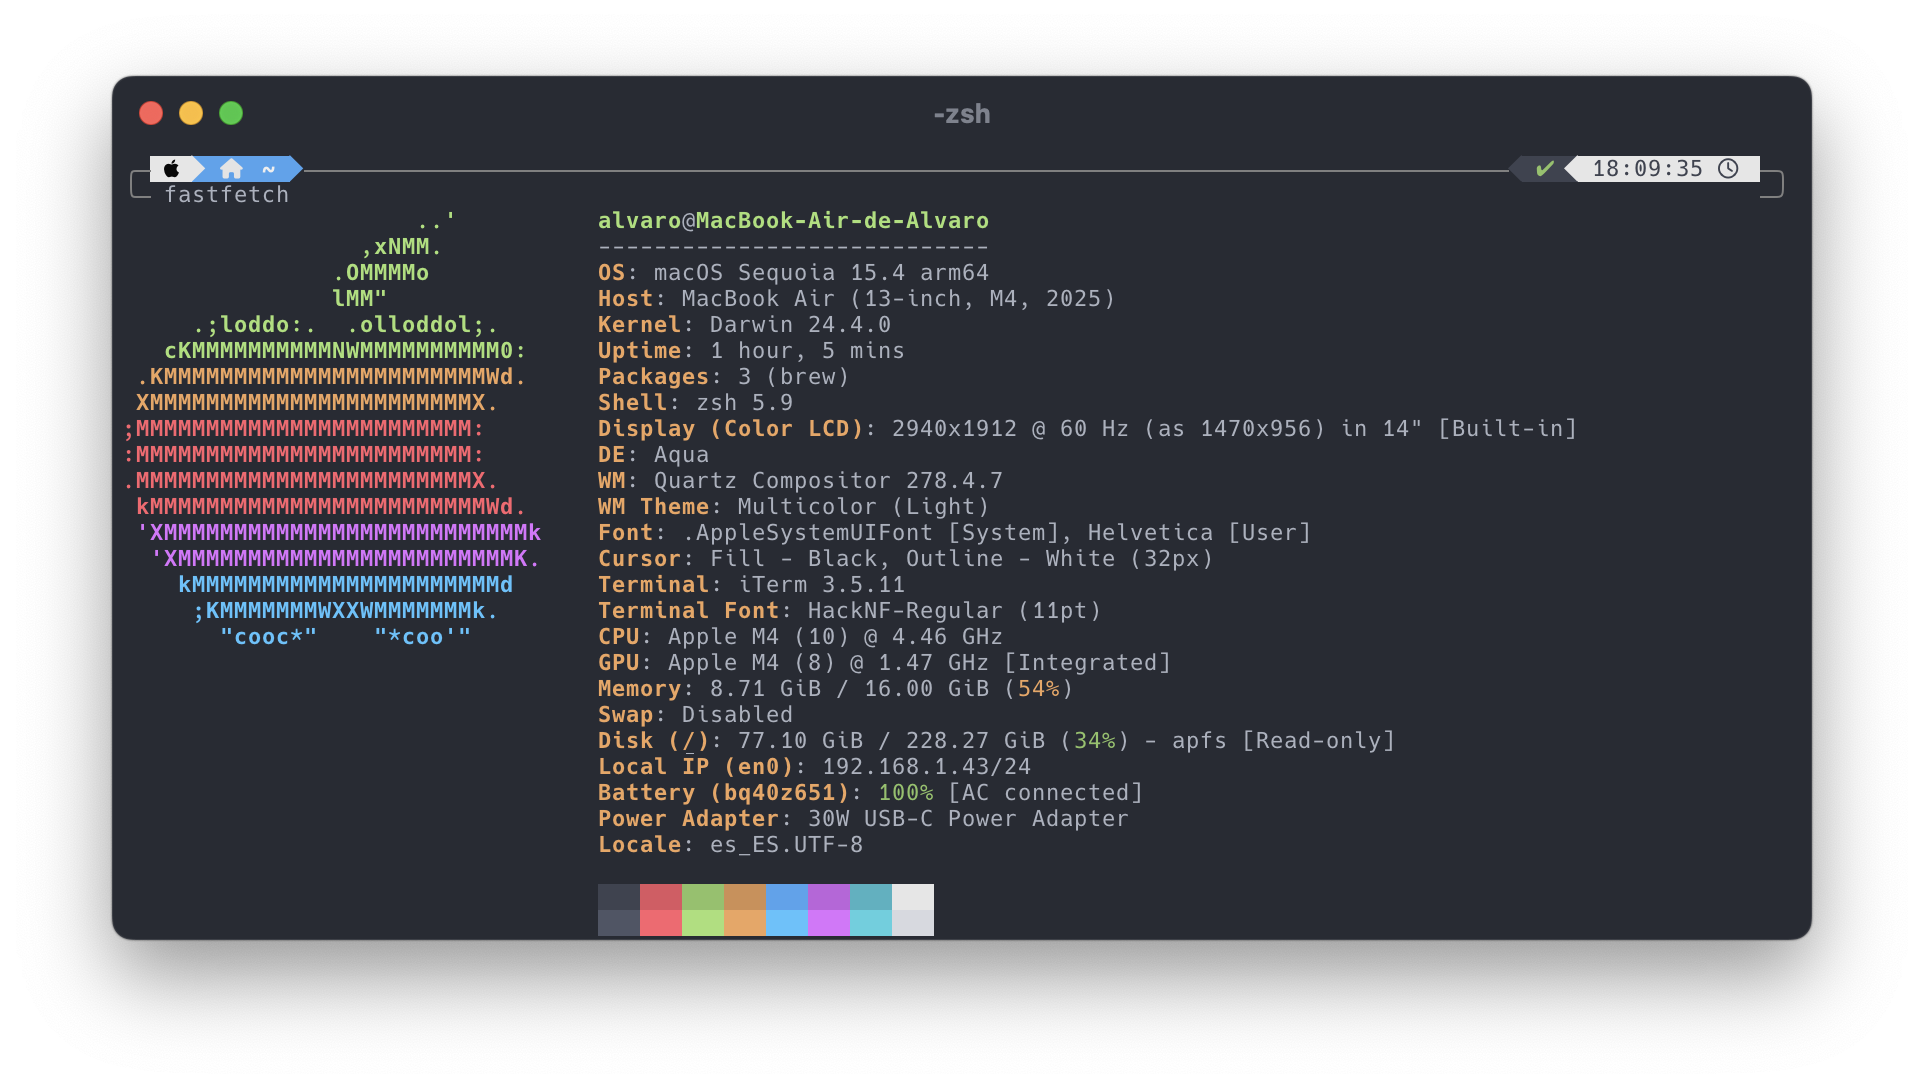 -zsh
~
✔ 18:09:35
fastfetch
..'
,xNMM.
.OMMMMo
lMM"
.;loddo:.  .olloddol;.
cKMMMMMMMMMMNWMMMMMMMMMM0:
.KMMMMMMMMMMMMMMMMMMMMMMMWd.
XMMMMMMMMMMMMMMMMMMMMMMMX.
;MMMMMMMMMMMMMMMMMMMMMMMM:
:MMMMMMMMMMMMMMMMMMMMMMMM:
.MMMMMMMMMMMMMMMMMMMMMMMMX.
kMMMMMMMMMMMMMMMMMMMMMMMMWd.
'XMMMMMMMMMMMMMMMMMMMMMMMMMMk
'XMMMMMMMMMMMMMMMMMMMMMMMMK.
kMMMMMMMMMMMMMMMMMMMMMMd
;KMMMMMMMWXXWMMMMMMMk.
"cooc*"    "*coo'"
alvaro@MacBook-Air-de-Alvaro
----------------------------
OS: macOS Sequoia 15.4 arm64
Host: MacBook Air (13-inch, M4, 2025)
Kernel: Darwin 24.4.0
Uptime: 1 hour, 5 mins
Packages: 3 (brew)
Shell: zsh 5.9
Display (Color LCD): 2940x1912 @ 60 Hz (as 1470x956) in 14" [Built-in]
DE: Aqua
WM: Quartz Compositor 278.4.7
WM Theme: Multicolor (Light)
Font: .AppleSystemUIFont [System], Helvetica [User]
Cursor: Fill - Black, Outline - White (32px)
Terminal: iTerm 3.5.11
Terminal Font: HackNF-Regular (11pt)
CPU: Apple M4 (10) @ 4.46 GHz
GPU: Apple M4 (8) @ 1.47 GHz [Integrated]
Memory: 8.71 GiB / 16.00 GiB (54%)
Swap: Disabled
Disk (/): 77.10 GiB / 228.27 GiB (34%) - apfs [Read-only]
Local IP (en0): 192.168.1.43/24
Battery (bq40z651): 100% [AC connected]
Power Adapter: 30W USB-C Power Adapter
Locale: es_ES.UTF-8